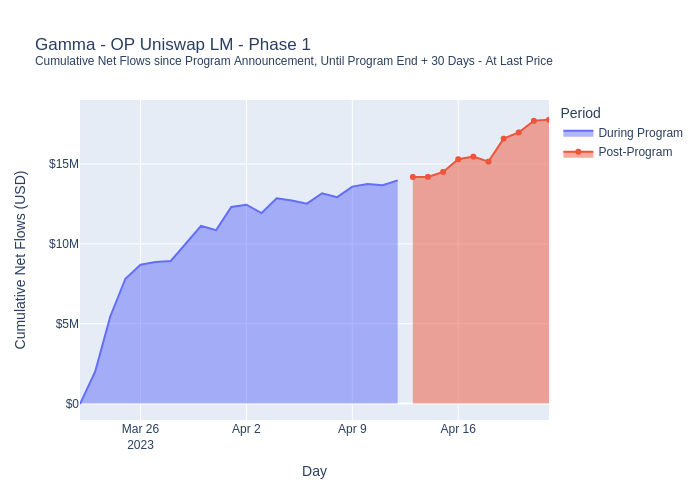 Gamma - OP Uniswap LM - Phase 1
Cumulative Net Flows since Program Announcement, Until Program End + 30 Days - At Last Price
Period
During Program
Post-Program
Cumulative Net Flows (USD)
$15M
$10M
$5M
$0
Mar 26
2023
Apr 2
Apr 9
Apr 16
Day